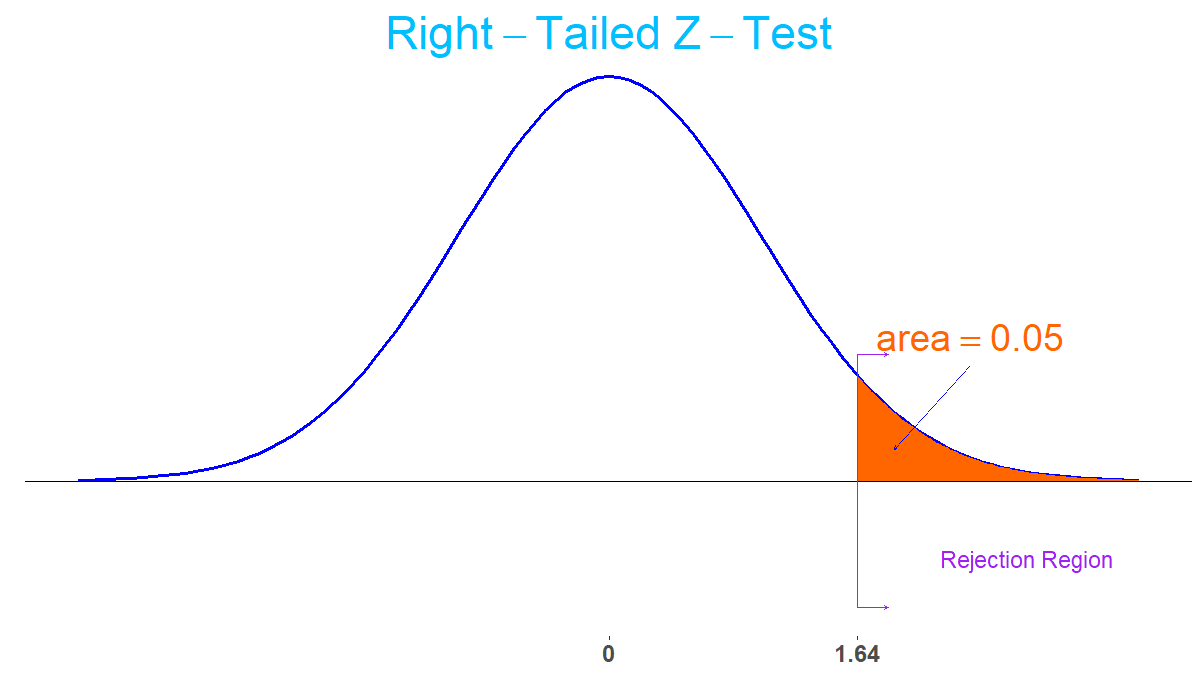 Right – Tailed Z – Test
area = 0.05
Rejection Region
0
1.64